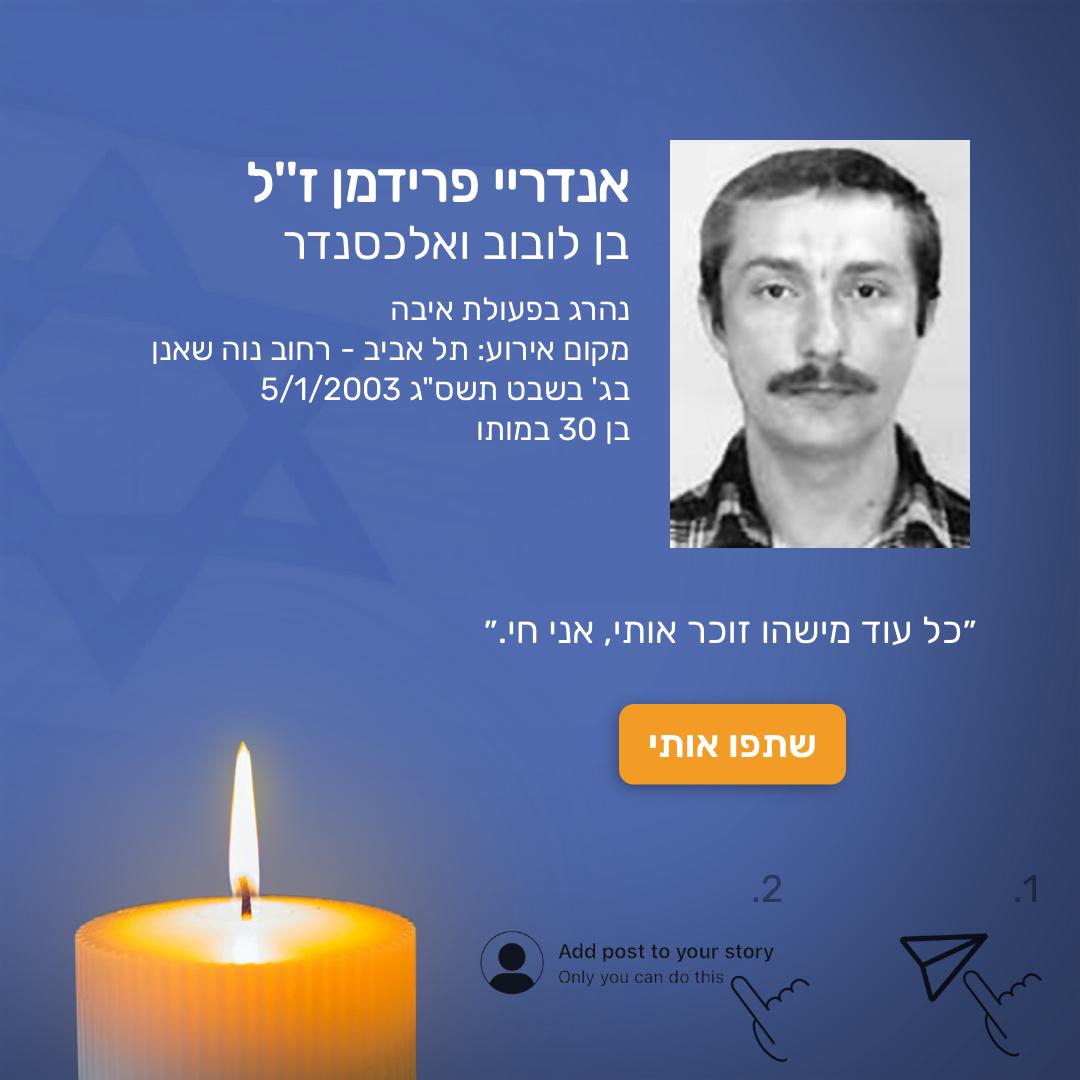 אנדריי פרידמן ז"ל
בן לובוב ואלכסנדר
נהרג בפעולת איבה
מקום אירוע: תל אביב - רחוב נוה שאנן
בג' בשבט תשס"ג 5/1/2003
בן 30 במותו
״כל עוד מישהו זוכר אותי, אני חי.״
שתפו אותי
1.
2.
Add post to your story
Only you can do this